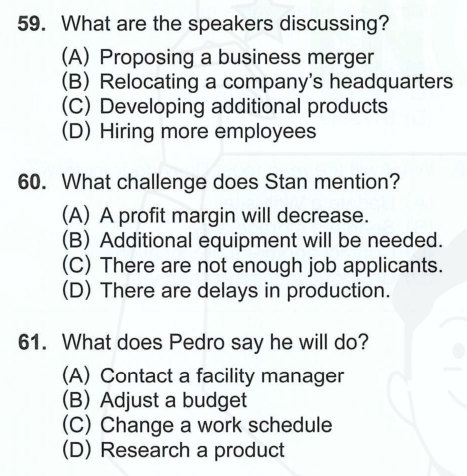 59. What are the speakers discussing?
(A) Proposing a business merger
(B) Relocating a company's headquarters
(C) Developing additional products
(D) Hiring more employees
60. What challenge does Stan mention?
(A) A profit margin will decrease.
(B) Additional equipment will be needed.
(C) There are not enough job applicants.
(D) There are delays in production.
61. What does Pedro say he will do?
(A) Contact a facility manager
(B) Adjust a budget
(C) Change a work schedule
(D) Research a product